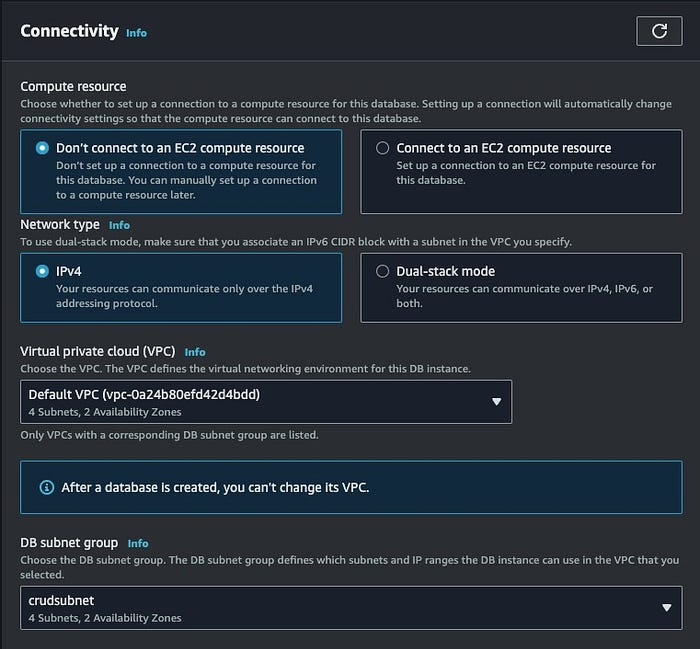 Connectivity Info
Compute resource
Choose whether to set up a connection to a compute resource for this database. Setting up a connection will automatically change
connectivity settings so that the compute resource can connect to this database.
Don't connect to an EC2 compute resource
Don't set up a connection to a compute resource for
this database. You can manually set up a connection
to a compute resource later.
Connect to an EC2 compute resource
Set up a connection to an EC2 compute resource for
this database.
Network type Info
To use dual-stack mode, make sure that you associate an IPv6 CIDR block with a subnet in the VPC you specify.
IPv4
Your resources can communicate only over the IPv4
addressing protocol.
Dual-stack mode
Your resources can communicate over IPv4, IPv6, or
both.
Virtual private cloud (VPC) Info
Choose the VPC. The VPC defines the virtual networking environment for this DB instance.
Default VPC (vpc-0a24b80efd42d4bdd)
4 Subnets, 2 Availability Zones
Only VPCs with a corresponding DB subnet group are listed.
After a database is created, you can't change its VPC.
DB subnet group Info
Choose the DB subnet group. The DB subnet group defines which subnets and IP ranges the DB instance can use in the VPC that you
selected.
crudsubnet
4 Subnets, 2 Availability Zones